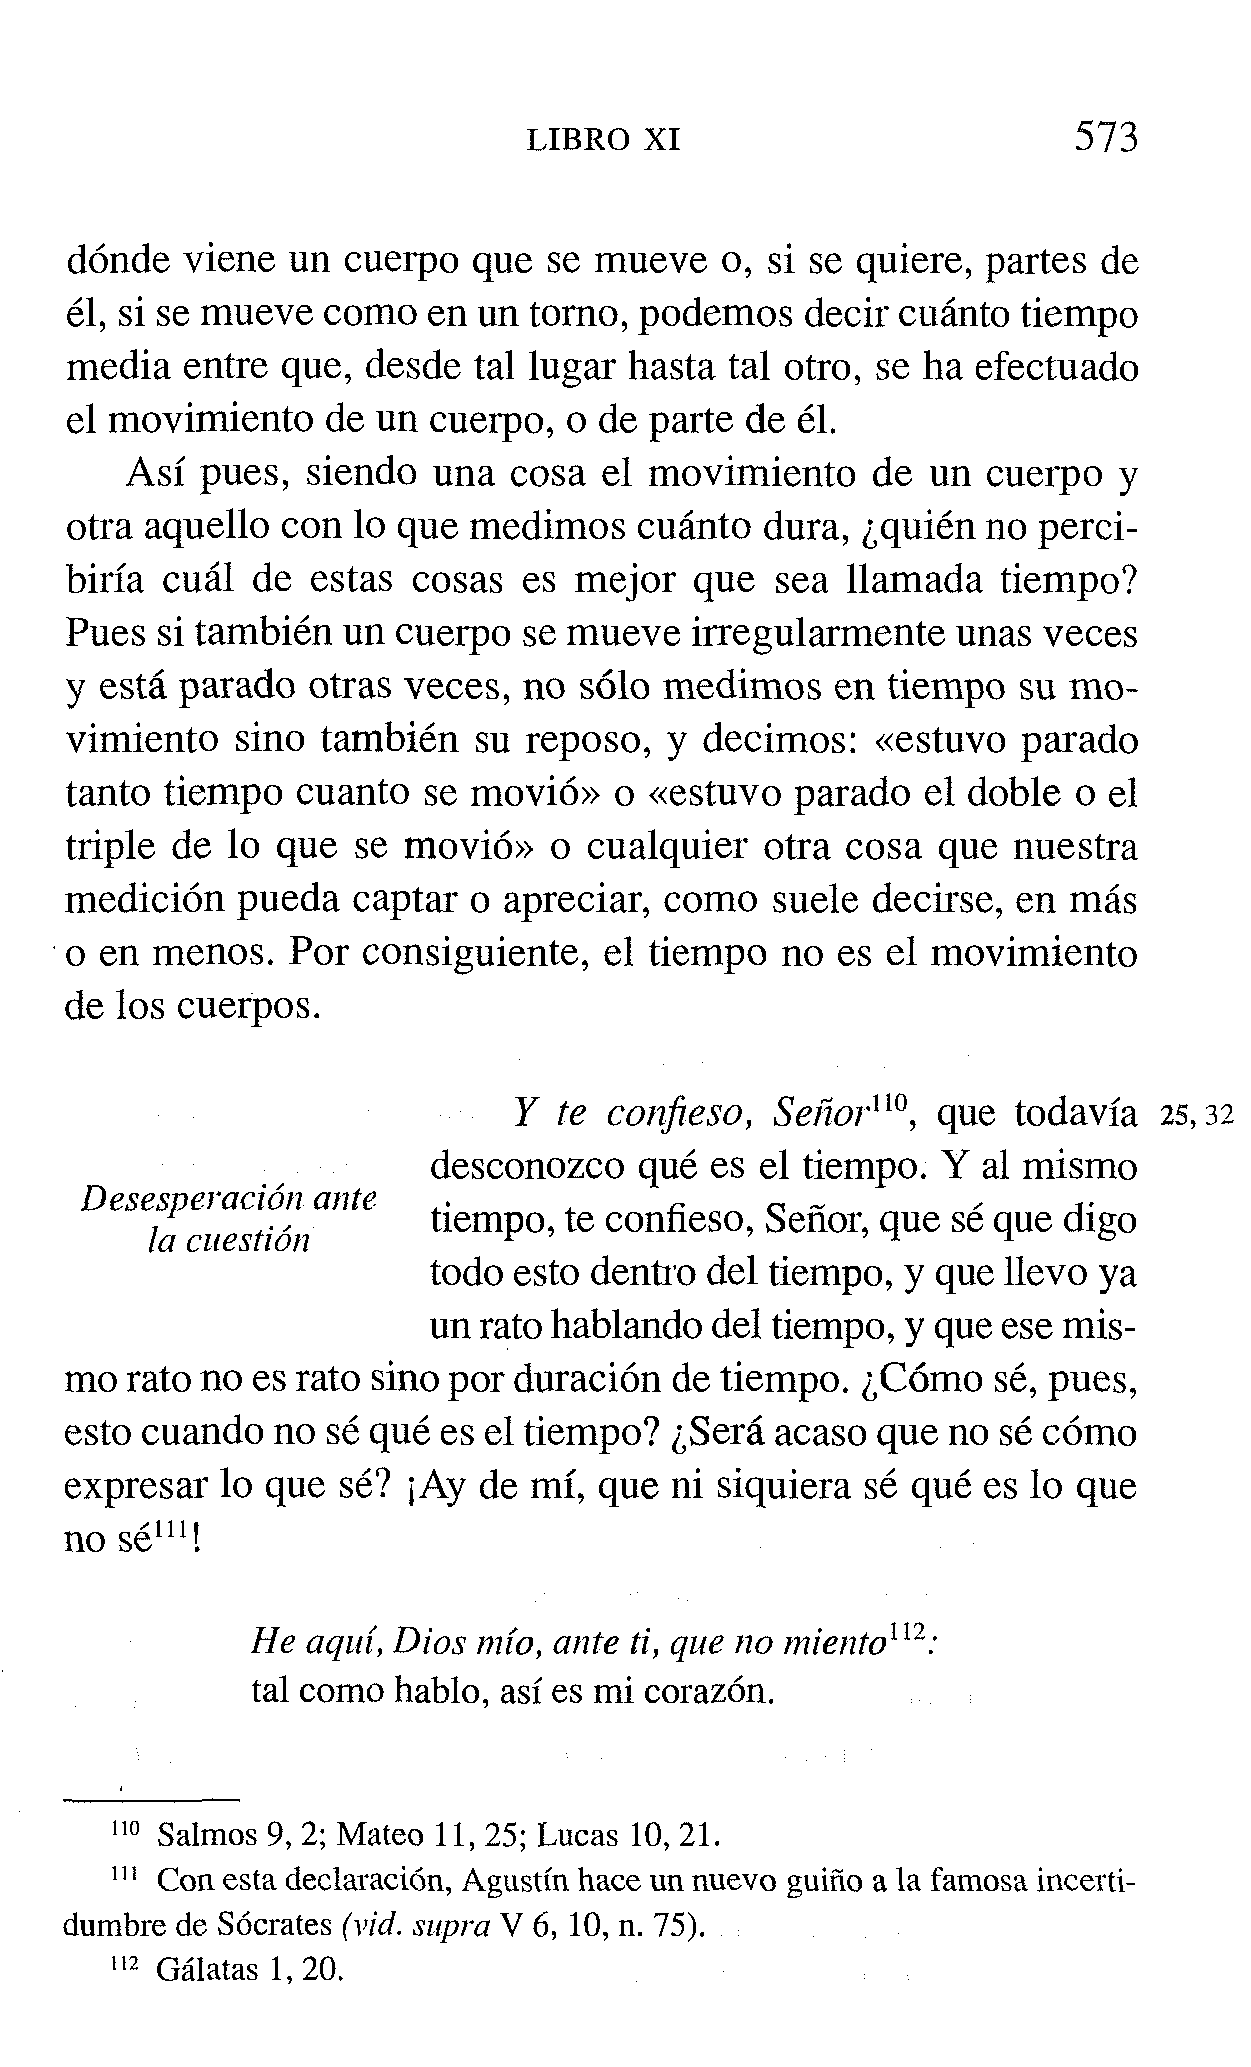 LIBRO XI 573
dónde viene un cuerpo que se mueve o, si se quiere, partes de
él, si se mueve como en un torno, podemos decir cuánto tiempo
media entre que, desde tal lugar hasta tal otro, se ha efectuado
el movimiento de un cuerpo, o de parte de él.
Así pues, siendo una cosa el movimiento de un cuerpo y
otra aquello con lo que medimos cuánto dura, ¿quién no perci-
biría cuál de estas cosas es mejor que sea llamada tiempo?
Pues si también un cuerpo se mueve irregularmente unas veces
y está parado otras veces, no sólo medimos en tiempo su mo-
vimiento sino también su reposo, y decimos: «estuvo parado
tanto tiempo cuanto se movió» o «estuvo parado el doble o el
triple de lo que se movió» o cualquier otra cosa que nuestra
medición pueda captar o apreciar, como suele decirse, en más
o en menos. Por consiguiente, el tiempo no es el movimiento
de los cuerpos.
Desesperación ante
la cuestión
Y te confieso, Señor¹¹⁰, que todavía 25, 32
desconozco qué es el tiempo. Y al mismo
tiempo, te confieso, Señor, que sé que digo
todo esto dentro del tiempo, y que llevo ya
un rato hablando del tiempo, y que ese mis-
mo rato no es rato sino por duración de tiempo. ¿Cómo sé, pues,
esto cuando no sé qué es el tiempo? ¿Será acaso que no sé cómo
expresar lo que sé? ¡Ay de mí, que ni siquiera sé qué es lo que
no sé¹¹¹!
He aquí, Dios mío, ante ti, que no miento¹¹²:
tal como hablo, así es mi corazón.
¹¹⁰ Salmos 9, 2; Mateo 11, 25; Lucas 10, 21.
¹¹¹ Con esta declaración, Agustín hace un nuevo guiño a la famosa incerti-
dumbre de Sócrates (vid. supra V 6, 10, n. 75).
¹¹² Gálatas 1, 20.